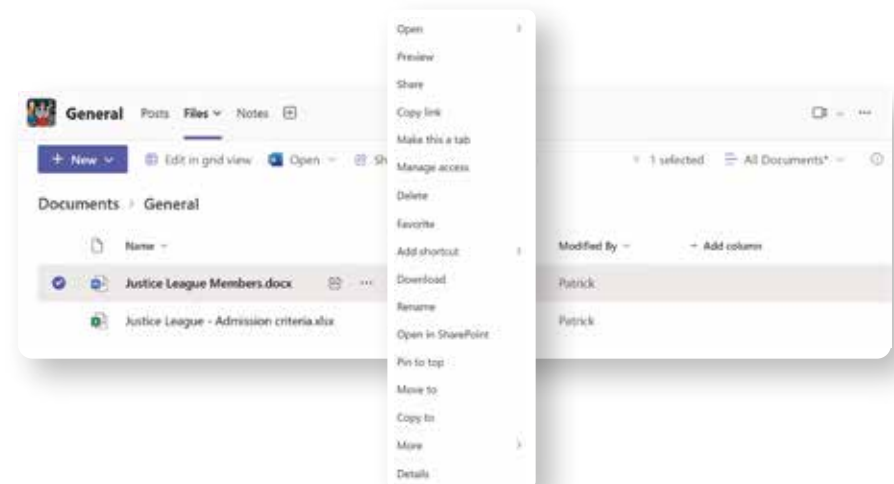 General Posts Files Notes
+ New Edit in grid view Open Sh
1 selected All Documents*
Documents > General
Name
Modified By + Add column
Justice League Members.docx ...
Patrick
Justice League - Admission criteria.xlsx
Patrick
Open
Preview
Share
Copy link
Make this a tab
Manage access
Delete
Favorite
Add shortcut
Download
Rename
Open in SharePoint
Pin to top
Move to
Copy to
More
Details